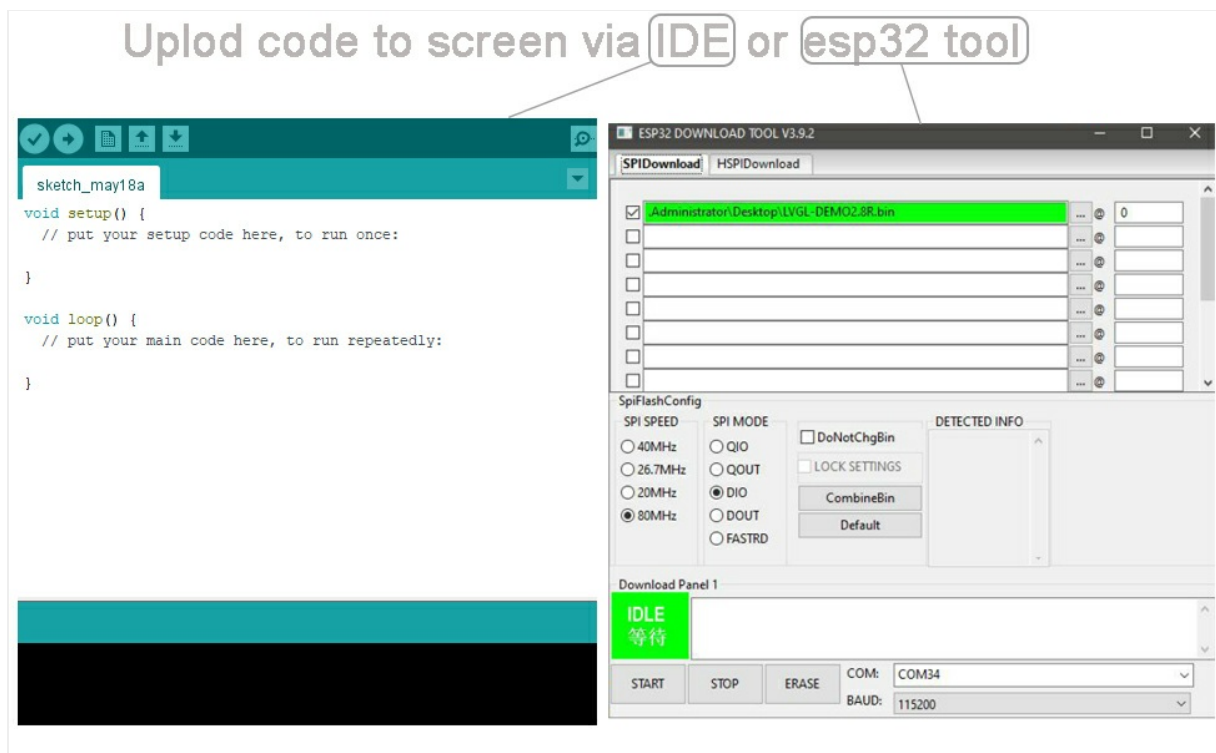 Uplod code to screen via IDE or esp32 tool
sketch_may18a
void setup() {
// put your setup code here, to run once:
}
void loop() {
// put your main code here, to run repeatedly:
}
ESP32 DOWNLOAD TOOL V3.9.2
SPIDownload HSPIDownload
.Administrator\Desktop\LVGL-DEMO2.8R.bin ... @ 0
... @
... @
... @
... @
... @
... @
... @
SpiFlashConfig
SPI SPEED SPI MODE DETECTED INFO
40MHz QIO DoNotChgBin
26.7MHz QOUT LOCK SETTINGS
20MHz DIO CombineBin
80MHz DOUT Default
FASTRD
Download Panel 1
IDLE
等待
START STOP ERASE COM: COM34
BAUD: 115200